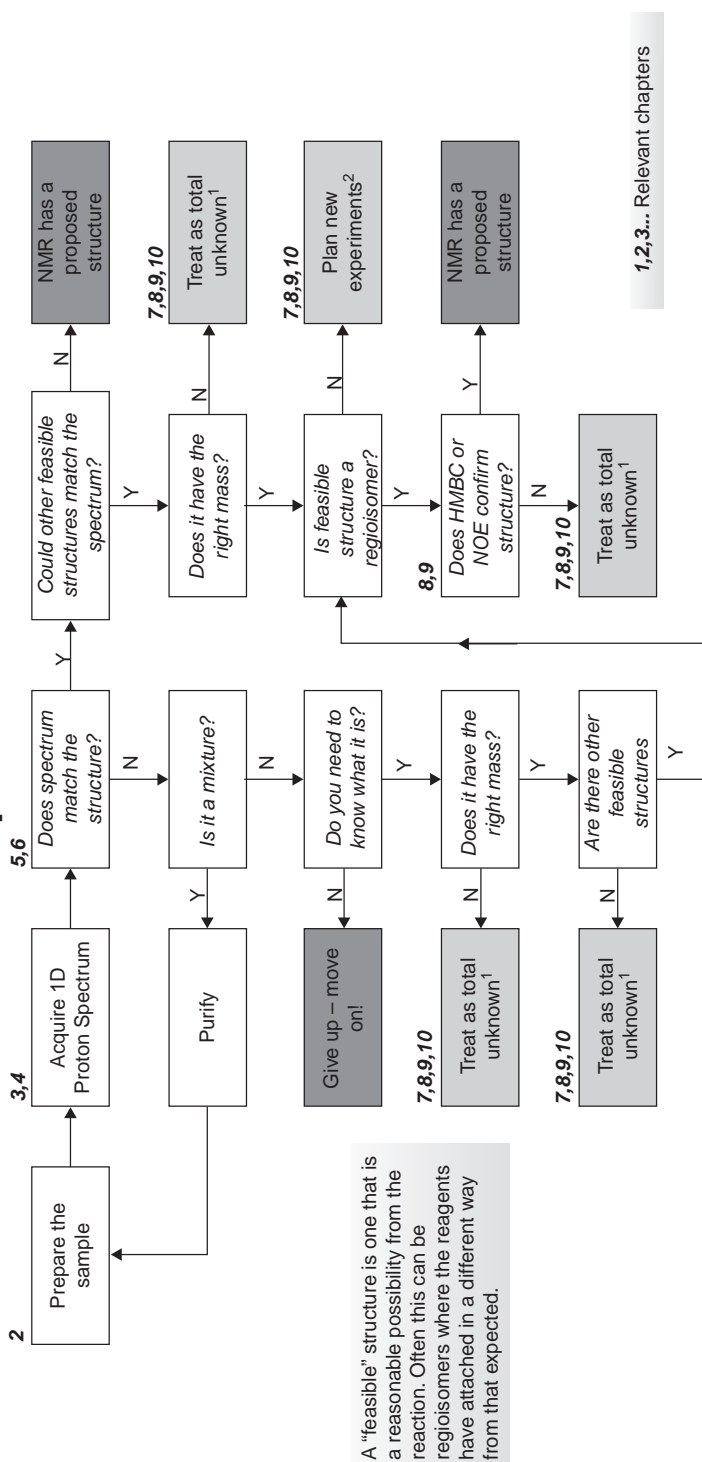 2
Prepare the
sample
3,4
Acquire 1D
Proton Spectrum
5,6
Does spectrum
match the
structure?
Y
Could other feasible
structures match the
spectrum?
N
NMR has a
proposed
structure
N
Y
Purify
Y
Is it a mixture?
Does it have the
right mass?
N
7,8,9,10
Treat as total
unknown1
N
Y
Give up – move
on!
N
Do you need to
know what it is?
Is feasible
structure a
regioisomer?
N
7,8,9,10
Plan new
experiments2
Y
Y
7,8,9,10
Treat as total
unknown1
N
Does it have the
right mass?
8,9
Does HMBC or
NOE confirm
structure?
Y
NMR has a
proposed
structure
Y
N
7,8,9,10
Treat as total
unknown1
N
Are there other
feasible
structures
Y
7,8,9,10
Treat as total
unknown1
A “feasible” structure is one that is
a reasonable possibility from the
reaction. Often this can be
regioisomers where the reagents
have attached in a different way
from that expected.
1,2,3... Relevant chapters